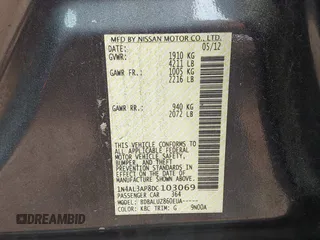 MFD BY NISSAN MOTOR CO., LTD.
DATE: 05/12
GVWR: 1910 KG
4211 LB
GAWR FR: 1005 KG
2216 LB
GAWR RR: 940 KG
2072 LB
THIS VEHICLE CONFORMS TO ALL
APPLICABLE FEDERAL MOTOR
VEHICLE SAFETY, BUMPER, AND
THEFT PREVENTION STANDARDS
IN EFFECT ON THE DATE OF
MANUFACTURE SHOWN ABOVE.
1N4AL3AP8DC103069
PASSENGER CAR 364
MODEL:
COLOR: KBC TRIM: G
DREAMBID